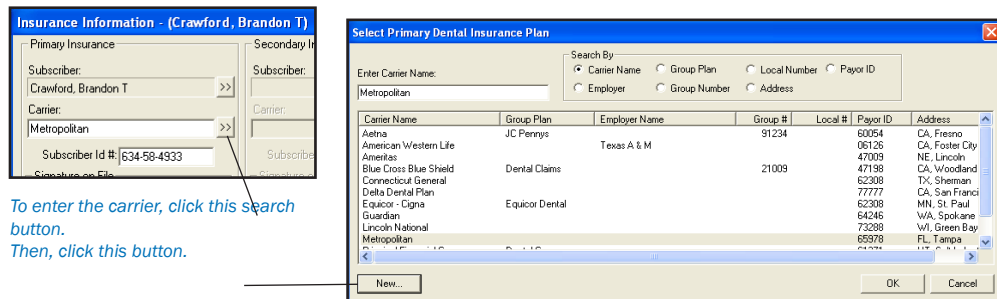 Insurance Information - (Crawford, Brandon T)
Primary Insurance
Secondary In
Subscriber:
Subscriber:
Crawford, Brandon T
>>
Carrier:
Carrier:
Metropolitan
>>
Subscriber Id #: 634-58-4933
Subscribe
Signature on File
Signature o
To enter the carrier, click this search
button.
Then, click this button.
Select Primary Dental Insurance Plan
Enter Carrier Name:
Metropolitan
Search By
Carrier Name Group Plan Local Number Payor ID
Employer Group Number Address
Carrier Name Group Plan Employer Name Group # Local # Payor ID Address
Aetna JC Pennys 91234 60054 CA, Fresno
American Western Life Texas A & M 06126 CA, Foster City
Ameritas 47009 NE, Lincoln
Blue Cross Blue Shield Dental Claims 21009 47198 CA, Woodland
Connecticut General 62308 TX, Sherman
Delta Dental Plan 77777 CA, San Franci
Equicor - Cigna Equicor Dental 62308 MN, St. Paul
Guardian 64246 WA, Spokane
Lincoln National 73288 WI, Green Bay
Metropolitan 65978 FL, Tampa
New... OK Cancel